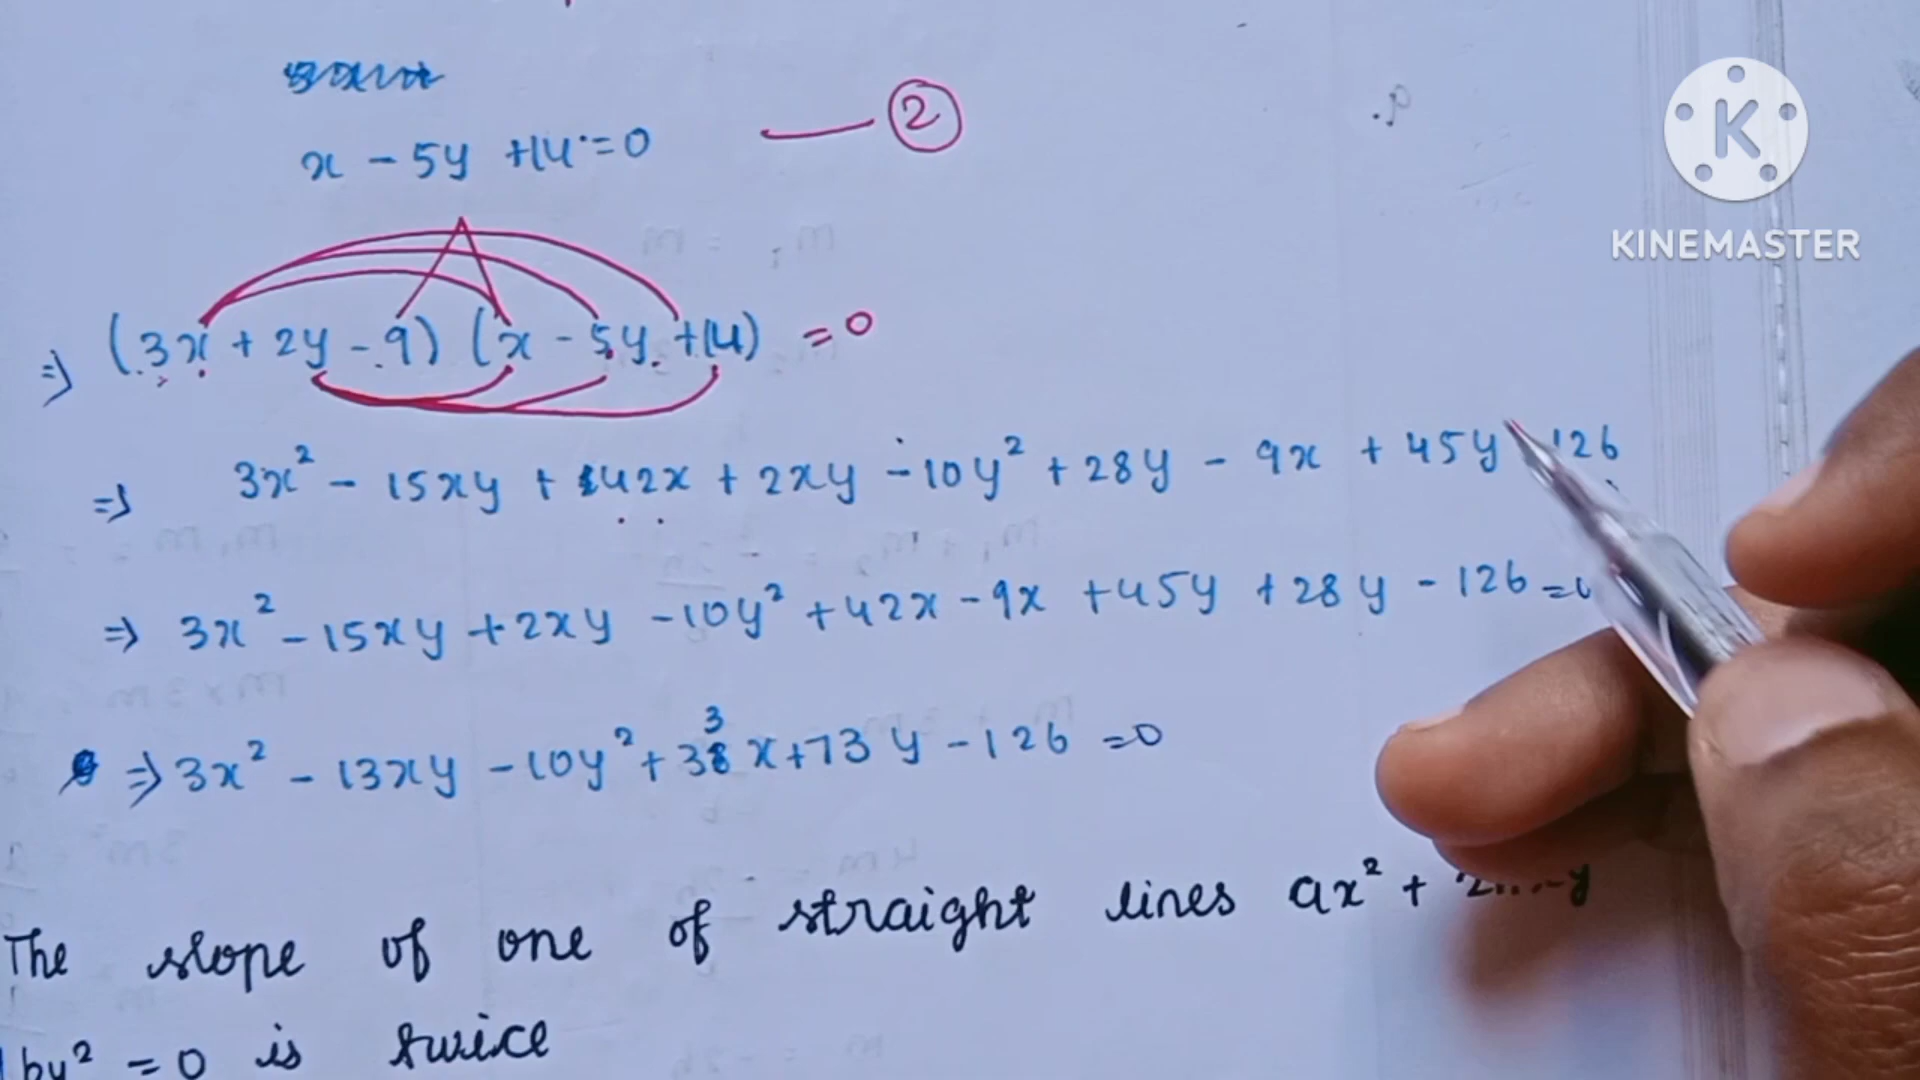 x - 5y + 14 = 0 —— ②
KINEMASTER
⇒ (3x + 2y - 9) (x - 5y + 14) = 0
⇒ 3x² - 15xy + 42x + 2xy - 10y² + 28y - 9x + 45y 126
⇒ 3x² - 15xy + 2xy - 10y² + 42x - 9x + 45y + 28y - 126 = 0
⇒ 3x² - 13xy - 10y² + 33x + 73y - 126 = 0
The slope of one of straight lines ax² +
by² = 0 is twice